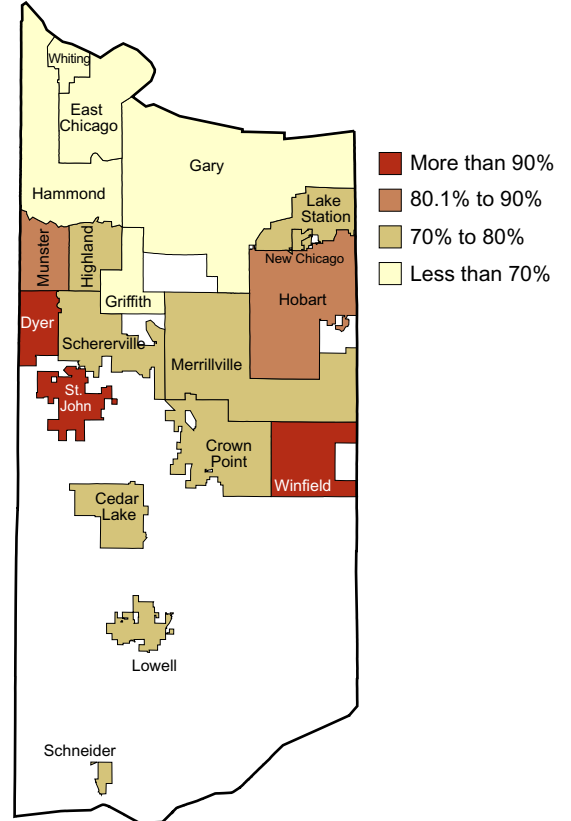 Whiting
East
Chicago
Gary
Hammond
Lake
Station
Munster
Highland
New Chicago
Griffith
Hobart
Dyer
Schererville
Merrillville
St.
John
Crown
Point
Winfield
Cedar
Lake
Lowell
Schneider
More than 90%
80.1% to 90%
70% to 80%
Less than 70%